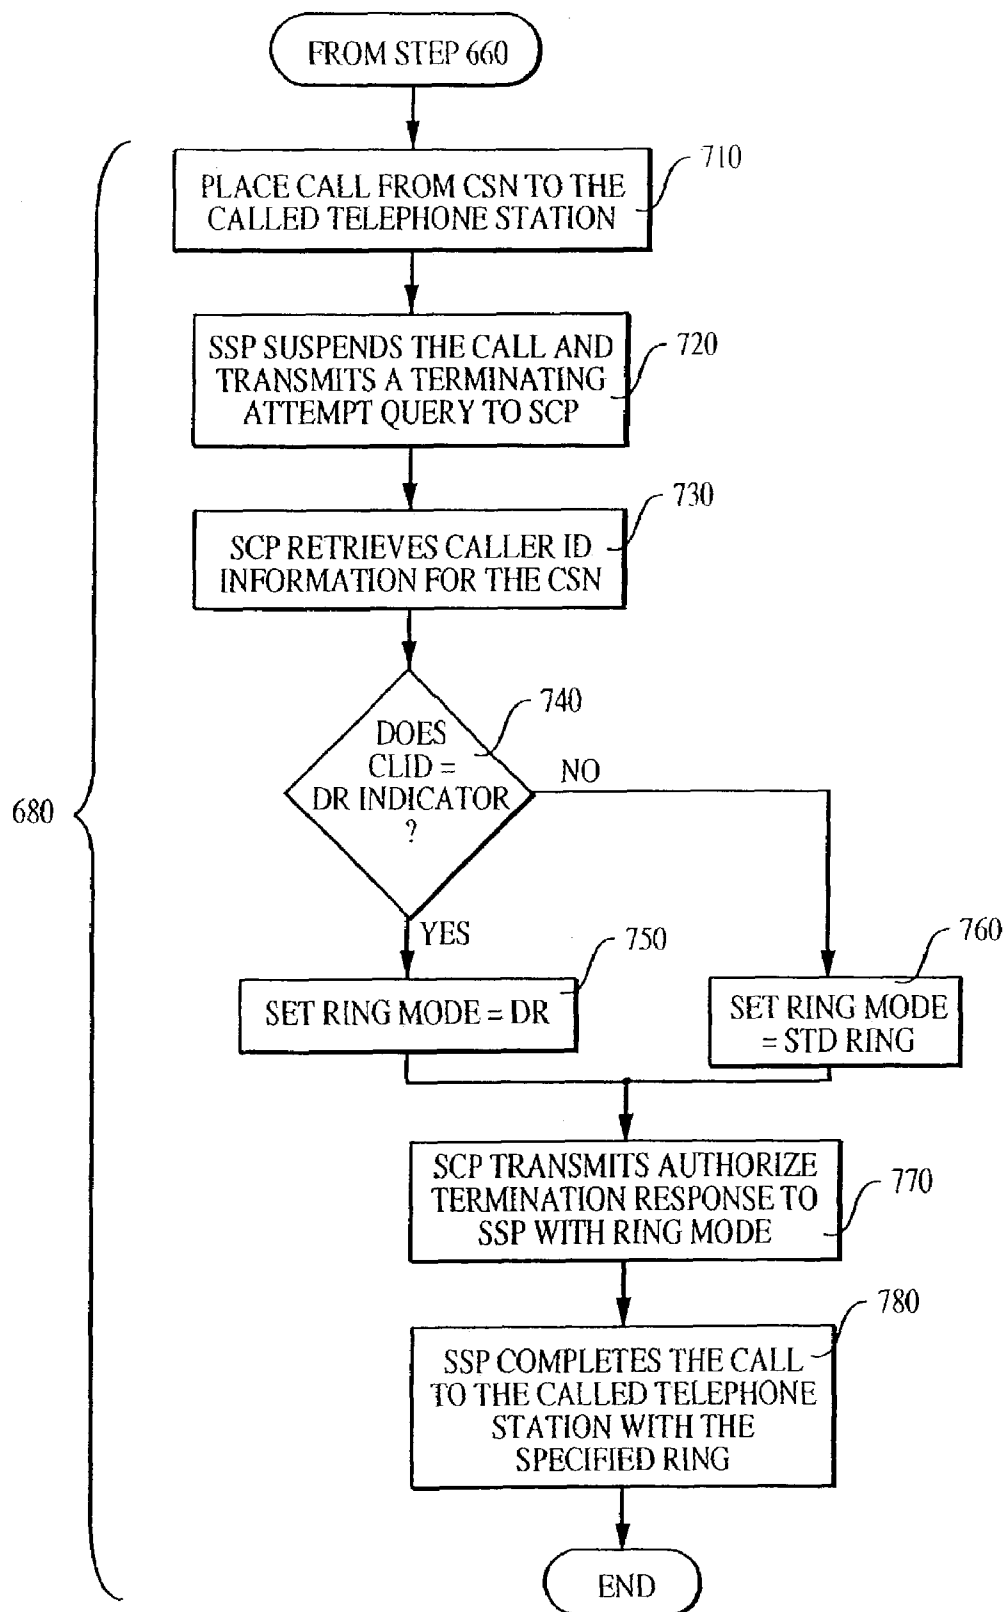 FROM STEP 660
710
PLACE CALL FROM CSN TO THE
CALLED TELEPHONE STATION
720
SSP SUSPENDS THE CALL AND
TRANSMITS A TERMINATING
ATTEMPT QUERY TO SCP
730
SCP RETRIEVES CALLER ID
INFORMATION FOR THE CSN
740
DOES
CLID =
DR INDICATOR
?
NO
680
YES
750
760
SET RING MODE = DR
SET RING MODE
= STD RING
SCP TRANSMITS AUTHORIZE
TERMINATION RESPONSE TO
SSP WITH RING MODE
770
780
SSP COMPLETES THE CALL
TO THE CALLED TELEPHONE
STATION WITH THE
SPECIFIED RING
END